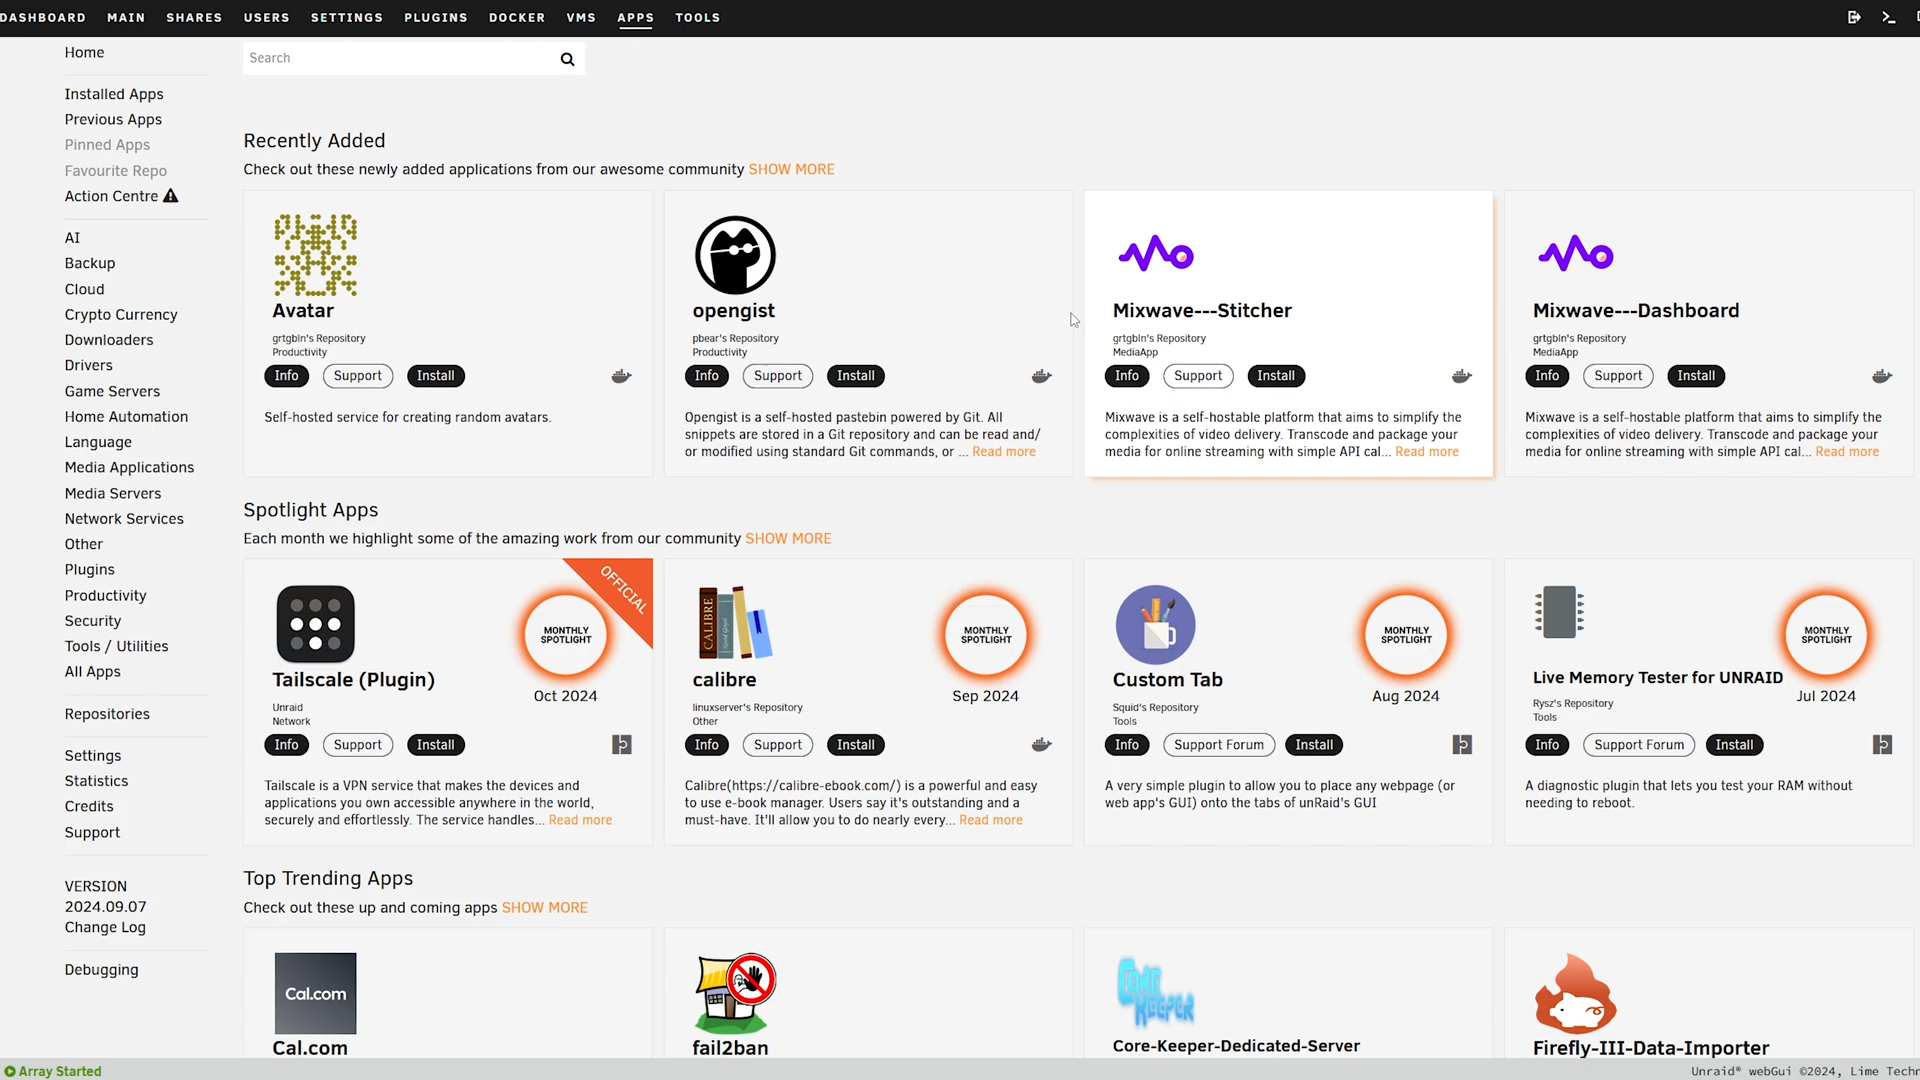 DASHBOARD MAIN SHARES USERS SETTINGS PLUGINS DOCKER VMS APPS TOOLS
Home
Installed Apps
Previous Apps
Pinned Apps
Favourite Repo
Action Centre
AI
Backup
Cloud
Crypto Currency
Downloaders
Drivers
Game Servers
Home Automation
Language
Media Applications
Media Servers
Network Services
Other
Plugins
Productivity
Security
Tools / Utilities
All Apps
Repositories
Settings
Statistics
Credits
Support
VERSION
2024.09.07
Change Log
Debugging
Search
Recently Added
Check out these newly added applications from our awesome community SHOW MORE
Avatar
grtgbln's Repository
Productivity
Info Support Install
Self-hosted service for creating random avatars.
opengist
pbear's Repository
Productivity
Info Support Install
Opengist is a self-hosted pastebin powered by Git. All
snippets are stored in a Git repository and can be read and/
or modified using standard Git commands, or ... Read more
Mixwave---Stitcher
grtgbln's Repository
MediaApp
Info Support Install
Mixwave is a self-hostable platform that aims to simplify the
complexities of video delivery. Transcode and package your
media for online streaming with simple API cal... Read more
Mixwave---Dashboard
grtgbln's Repository
MediaApp
Info Support Install
Mixwave is a self-hostable platform that aims to simplify the
complexities of video delivery. Transcode and package your
media for online streaming with simple API cal... Read more
Spotlight Apps
Each month we highlight some of the amazing work from our community SHOW MORE
OFFICIAL
MONTHLY
SPOTLIGHT
Oct 2024
Tailscale (Plugin)
Unraid
Network
Info Support Install
Tailscale is a VPN service that makes the devices and
applications you own accessible anywhere in the world,
securely and effortlessly. The service handles... Read more
CALIBRE
MONTHLY
SPOTLIGHT
Sep 2024
calibre
linuxserver's Repository
Other
Info Support Install
Calibre(https://calibre-ebook.com/) is a powerful and easy
to use e-book manager. Users say it's outstanding and a
must-have. It'll allow you to do nearly every... Read more
MONTHLY
SPOTLIGHT
Aug 2024
Custom Tab
Squid's Repository
Tools
Info Support Forum Install
A very simple plugin to allow you to place any webpage (or
web app's GUI) onto the tabs of unRaid's GUI
MONTHLY
SPOTLIGHT
Jul 2024
Live Memory Tester for UNRAID
Rysz's Repository
Tools
Info Support Forum Install
A diagnostic plugin that lets you test your RAM without
needing to reboot.
Top Trending Apps
Check out these up and coming apps SHOW MORE
Cal.com
Cal.com
fail2ban
CORE
KEEPER
Core-Keeper-Dedicated-Server
Firefly-III-Data-Importer
Array Started
Unraid® webGui ©2024, Lime Techn